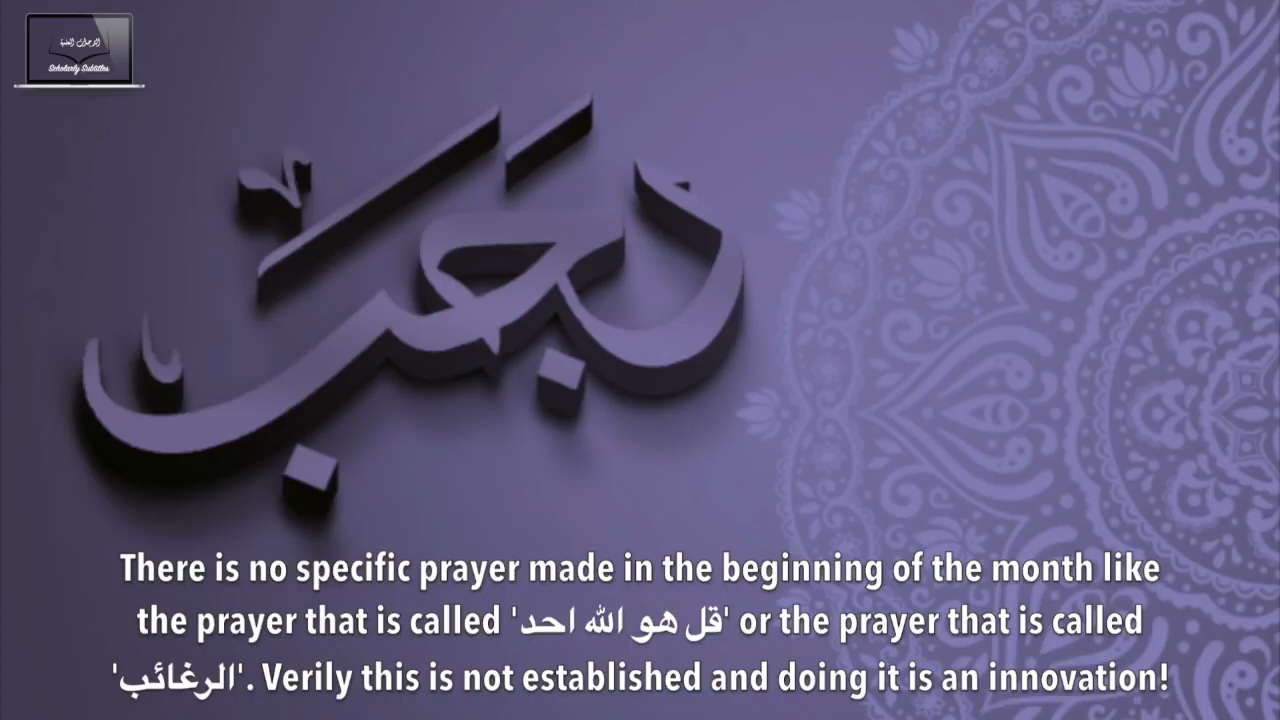 الترجمات العلمية
Scholarly Subtitles
رجب
There is no specific prayer made in the beginning of the month like
the prayer that is called 'قل هو الله احد' or the prayer that is called
'الرغائب'. Verily this is not established and doing it is an innovation!